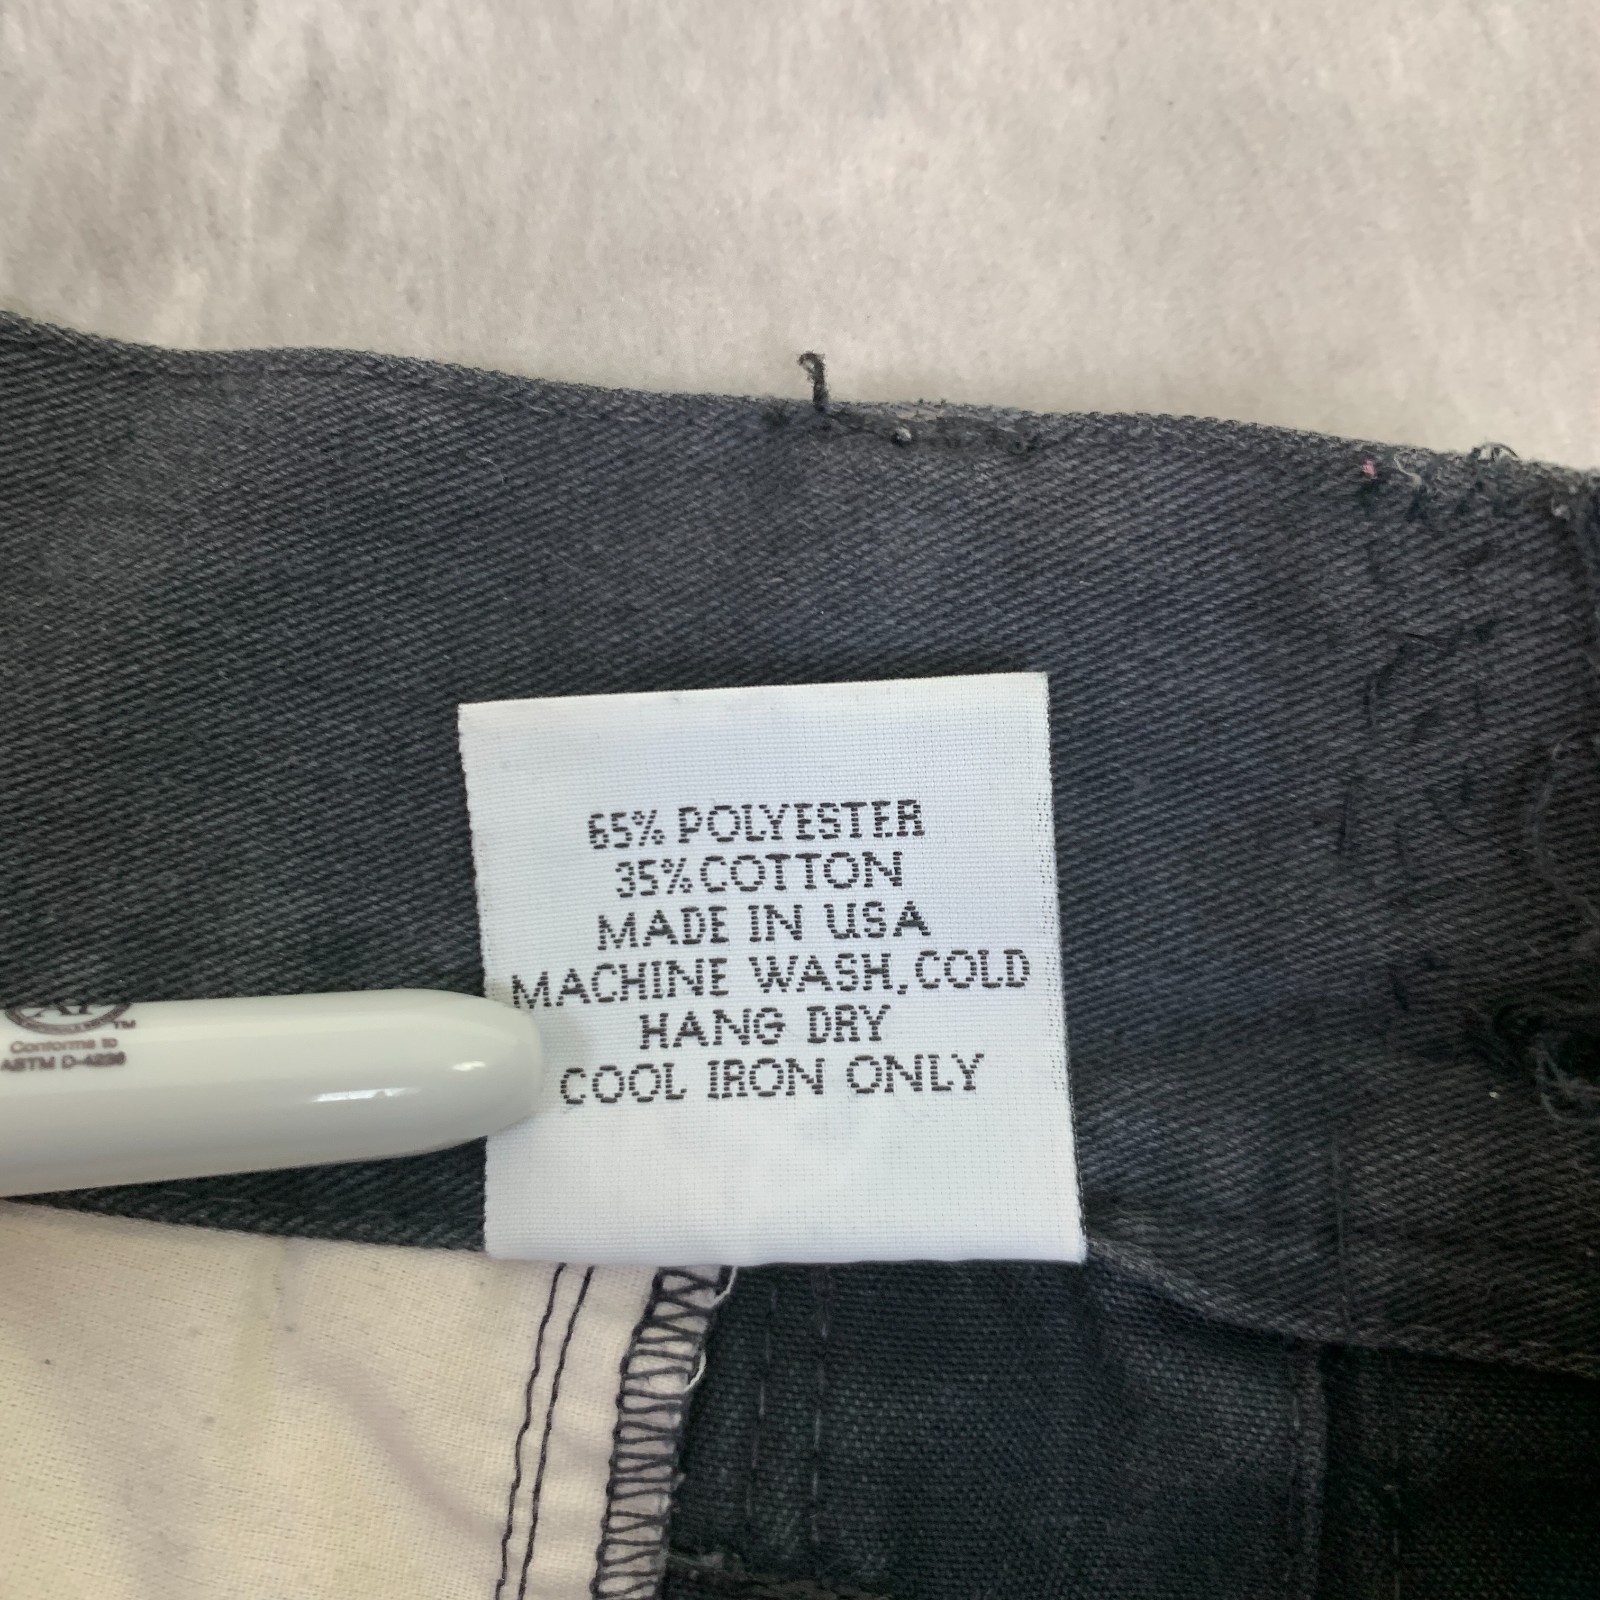 65% POLYESTER
35% COTTON
MADE IN USA
MACHINE WASH, COLD
HANG DRY
COOL IRON ONLY
TM
Conforms to
ASTM D-4236